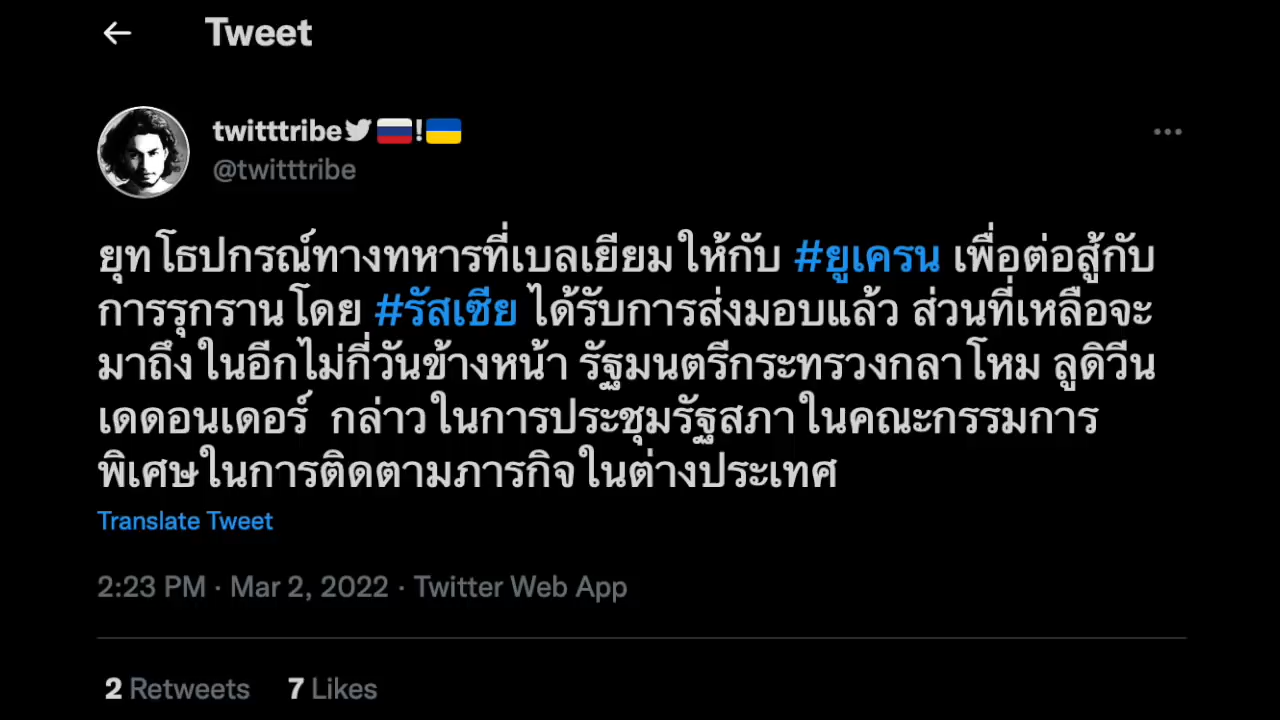 Tweet
twitttribe🐦🇷🇺!🇺🇦
@twitttribe
ยุทโธปกรณ์ทางทหารที่เบลเยียมให้กับ #ยูเครน เพื่อต่อสู้กับ
การรุกรานโดย #รัสเซีย ได้รับการส่งมอบแล้ว ส่วนที่เหลือจะ
มาถึงในอีกไม่กี่วันข้างหน้า รัฐมนตรีกระทรวงกลาโหม ลูดิวีน
เดดอนเดอร์ กล่าวในการประชุมรัฐสภาในคณะกรรมการ
พิเศษในการติดตามภารกิจในต่างประเทศ
Translate Tweet
2:23 PM · Mar 2, 2022 · Twitter Web App
2 Retweets 7 Likes